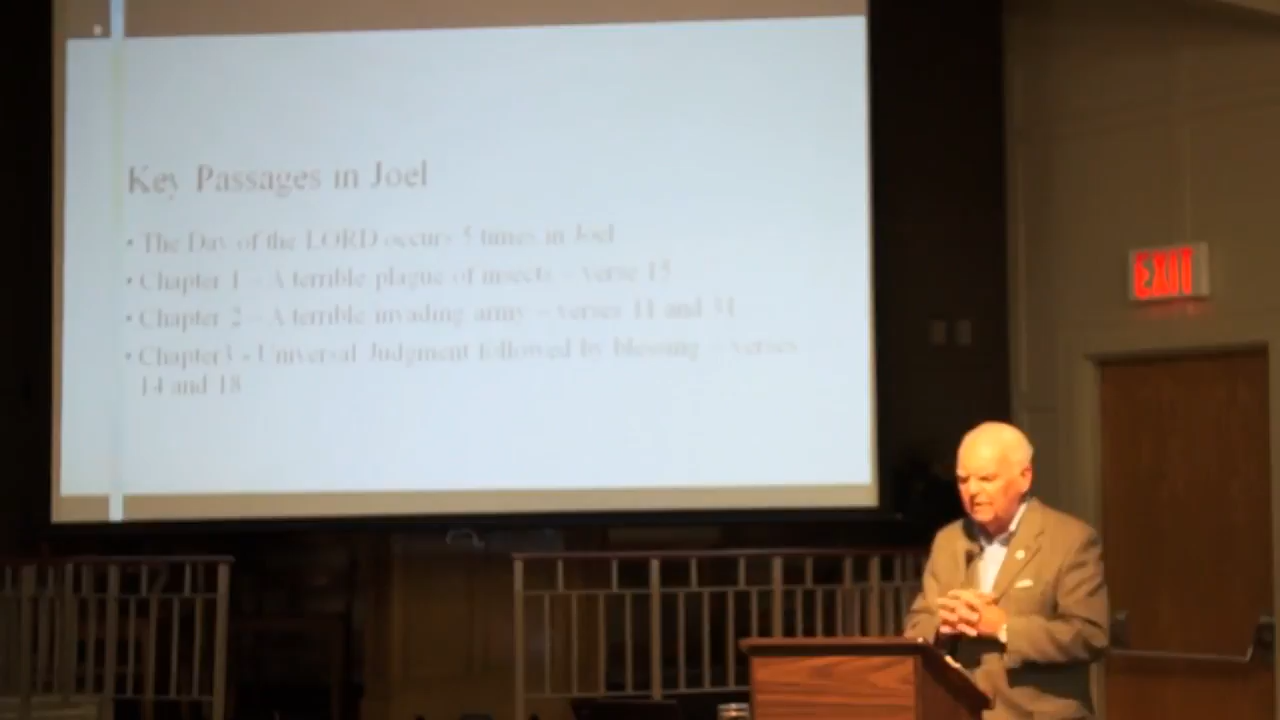 Key Passages in Joel
• The Day of the LORD occurs 5 times in Joel
• Chapter 1 – A terrible plague of insects – verse 15
• Chapter 2 – A terrible invading army – verses 11 and 31
• Chapter3 - Universal Judgment followed by blessing – verses
14 and 18
EXIT